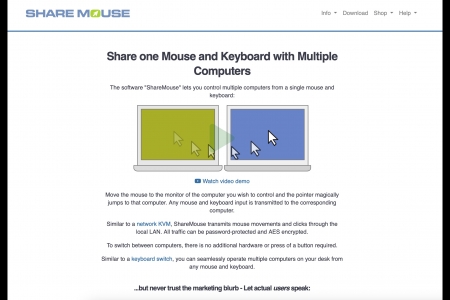 SHARE MOUSE
Info Download Shop Help
Share one Mouse and Keyboard with Multiple
Computers
The software "ShareMouse" lets you control multiple computers from a single mouse and
keyboard:
Watch video demo
Move the mouse to the monitor of the computer you wish to control and the pointer magically
jumps to that computer. Any mouse and keyboard input is transmitted to the corresponding
computer.
Similar to a network KVM, ShareMouse transmits mouse movements and clicks through the
local LAN. All traffic can be password-protected and AES encrypted.
To switch between computers, there is no additional hardware or press of a button required.
Similar to a keyboard switch, you can seamlessly operate multiple computers on your desk from
any mouse and keyboard.
...but never trust the marketing blurb - Let actual users speak: